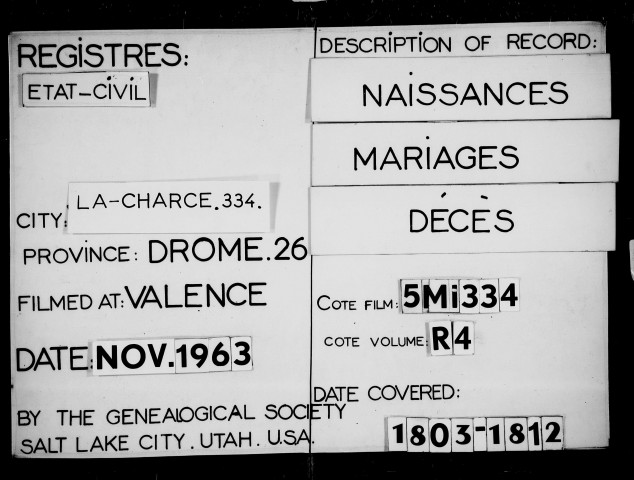 REGISTRES:
ETAT-CIVIL
CITY: LA-CHARCE.334.
PROVINCE: DROME.26
FILMED AT: VALENCE
DATE: NOV.1963
BY THE GENEALOGICAL SOCIETY
SALT LAKE CITY. UTAH. U.S.A.
DESCRIPTION OF RECORD:
NAISSANCES
MARIAGES
DÉCÈS
COTE FILM: 5Mi334
COTE VOLUME: R4
DATE COVERED:
1803-1812